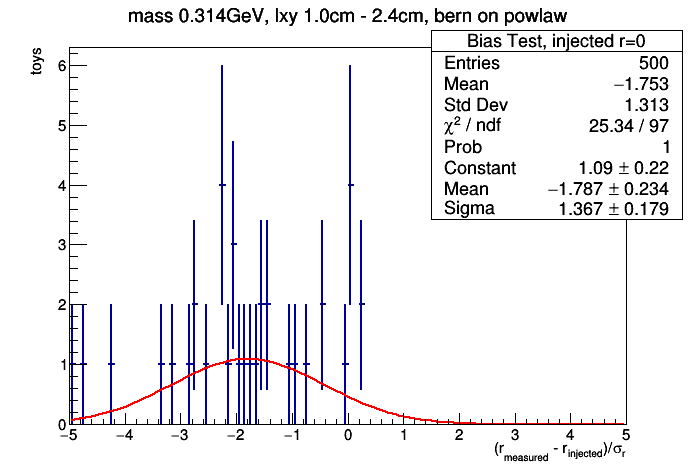 mass 0.314GeV, lxy 1.0cm - 2.4cm, bern on powlaw
Bias Test, injected r=0
Entries 500
Mean −1.753
Std Dev 1.313
χ² / ndf 25.34 / 97
Prob 1
Constant 1.09 ± 0.22
Mean −1.787 ± 0.234
Sigma 1.367 ± 0.179
toys
6
5
4
3
2
1
0
−5 −4 −3 −2 −1 0 1 2 3 4 5
(r_measured - r_injected)/σ_r